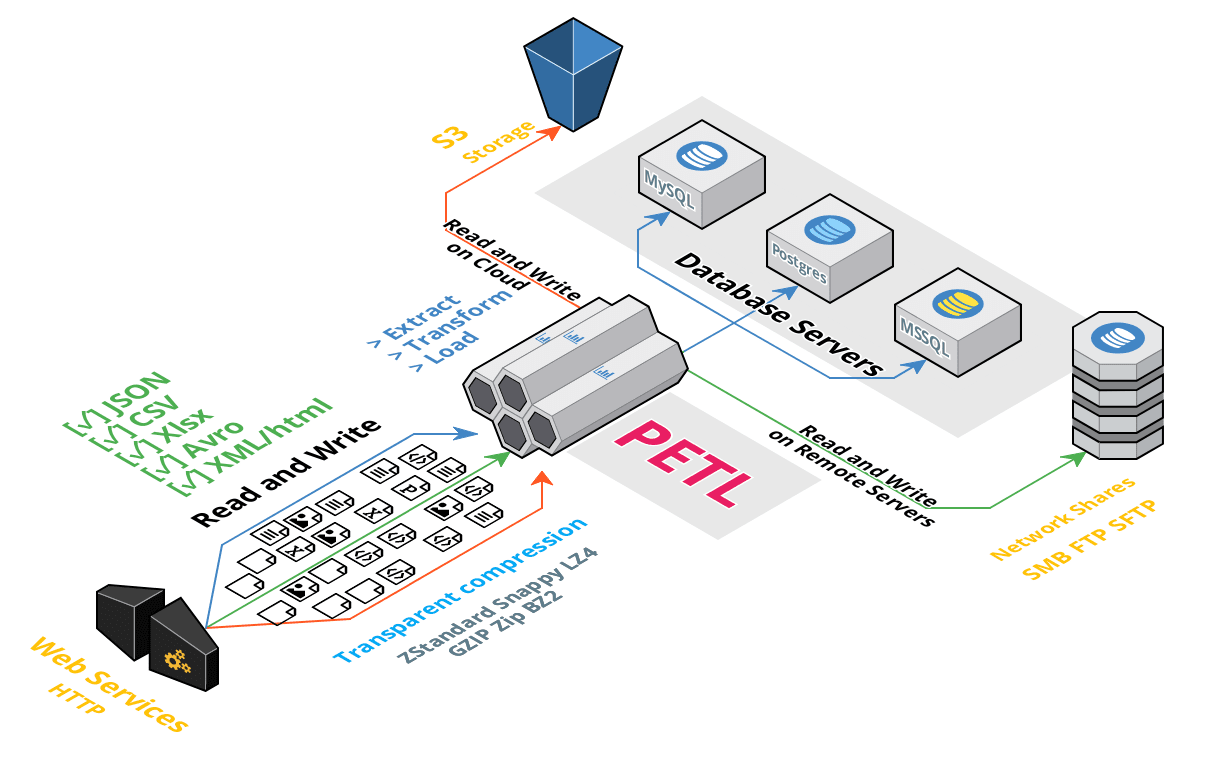 S3
Storage
MySQL
Postgres
MSSQL
Database Servers
Read and Write
on Cloud
> Extract
> Transform
> Load
[√] JSON
[√] CSV
[√] Xlsx
[√] Avro
[√] XML/html
Read and Write
PETL
Read and Write
on Remote Servers
Network Shares
SMB FTP SFTP
Transparent compression
ZStandard Snappy LZ4
GZIP Zip BZ2
Web Services
HTTP